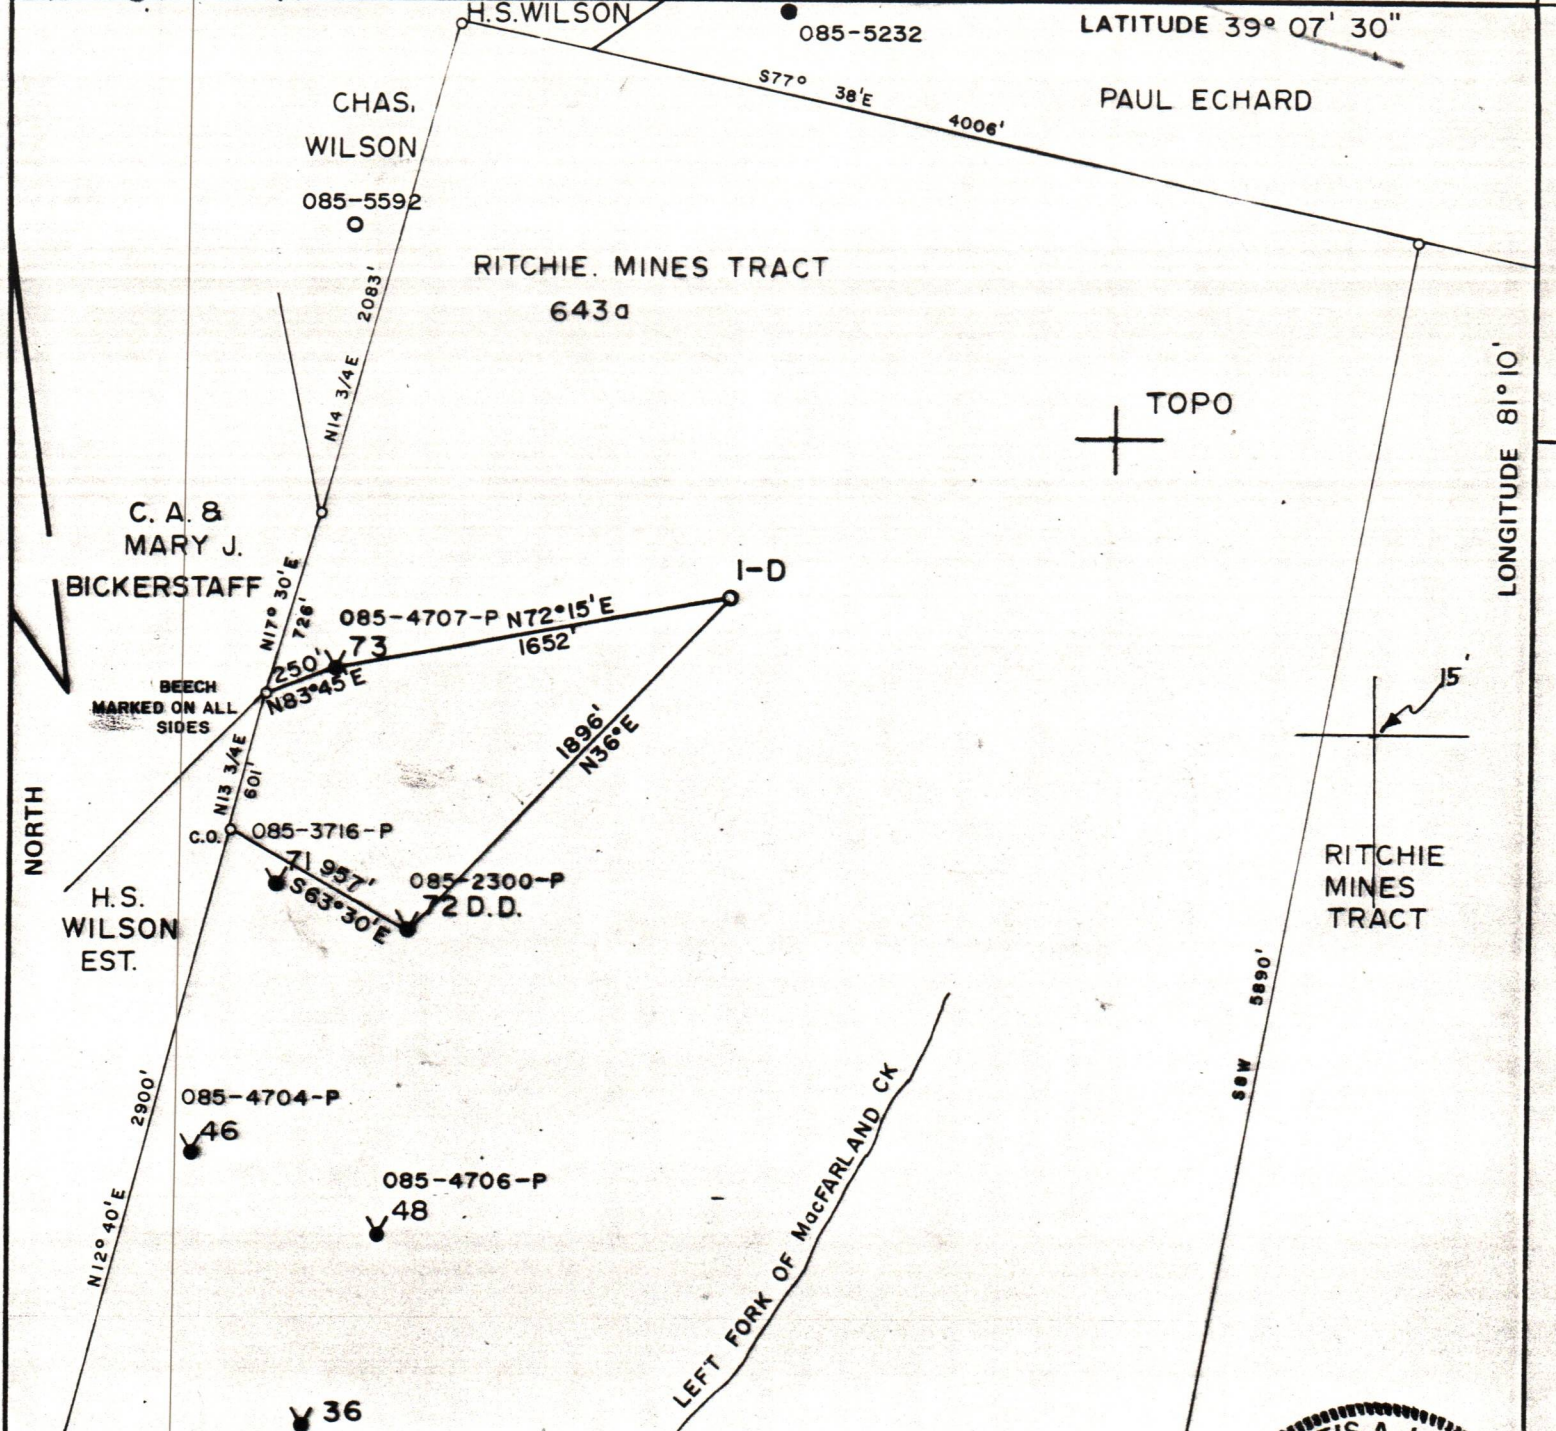 H.S.WILSON
085-5232
LATITUDE 39° 07' 30"
S77° 38'E 4006'
PAUL ECHARD
CHAS.
WILSON
085-5592
RITCHIE. MINES TRACT
643a
N14 3/4E 2083'
TOPO
LONGITUDE 81°10'
C. A. &
MARY J.
BICKERSTAFF
N17° 30'E
726'
1-D
085-4707-P
73
N72°15'E
1652'
250'
N83°45'E
BEECH
MARKED ON ALL
SIDES
15'
1896'
N36°E
N13 3/4E
601'
NORTH
C.O.
085-3716-P
71
957'
S63°30'E
085-2300-P
72 D.D.
RITCHIE
MINES
TRACT
H.S.
WILSON
EST.
S8W 5890'
N12° 40'E 2900'
085-4704-P
46
085-4706-P
48
LEFT FORK OF MacFARLAND CK
36